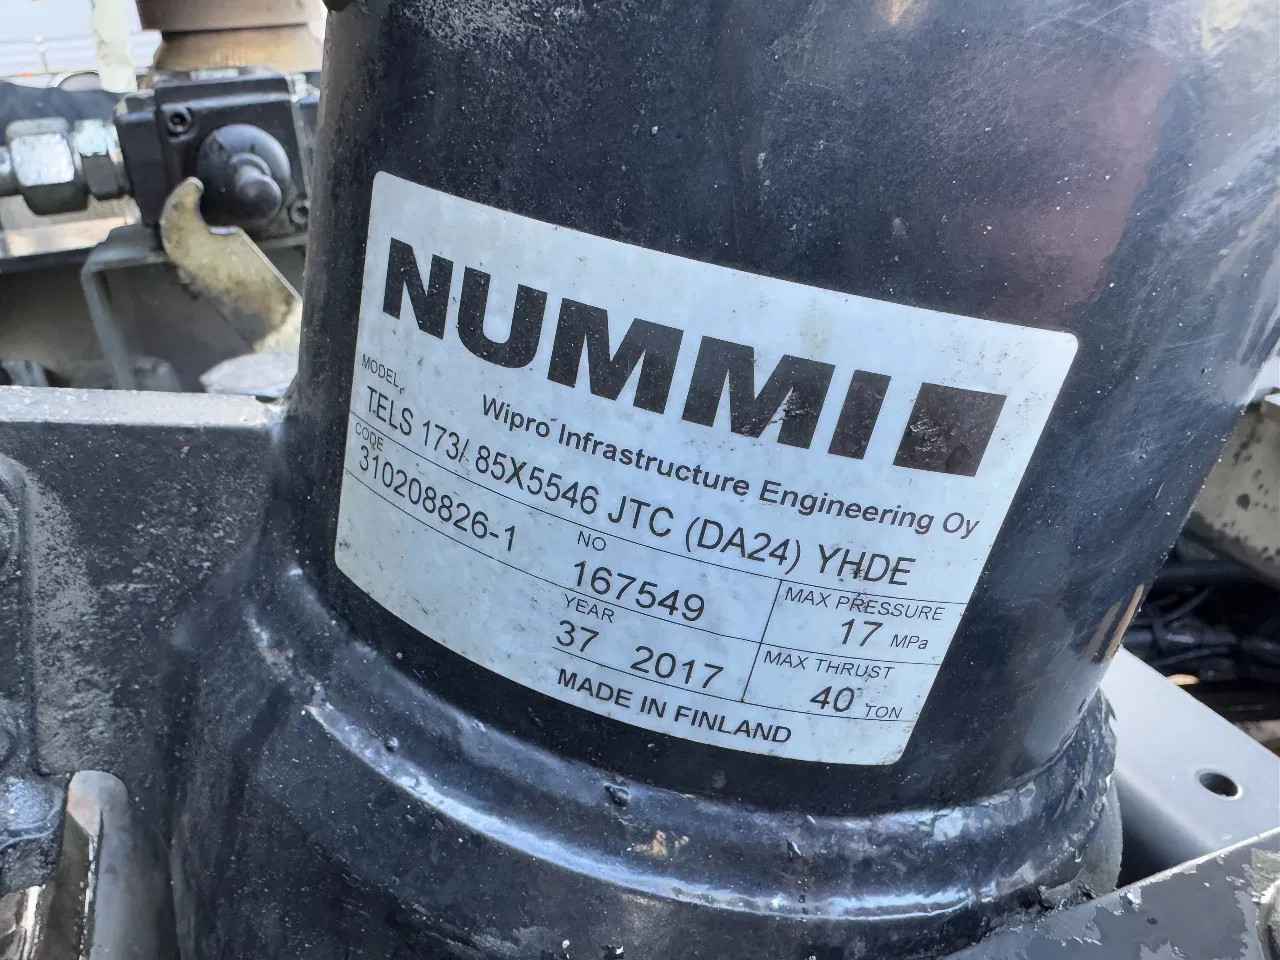 NUMMI
Wipro Infrastructure Engineering Oy
MODEL
T.ELS 173/ 85X5546 JTC (DA24) YHDE
CODE
310208826-1
NO
167549
MAX PRESSURE
17 MPa
YEAR
37 2017
MAX THRUST
40 TON
MADE IN FINLAND